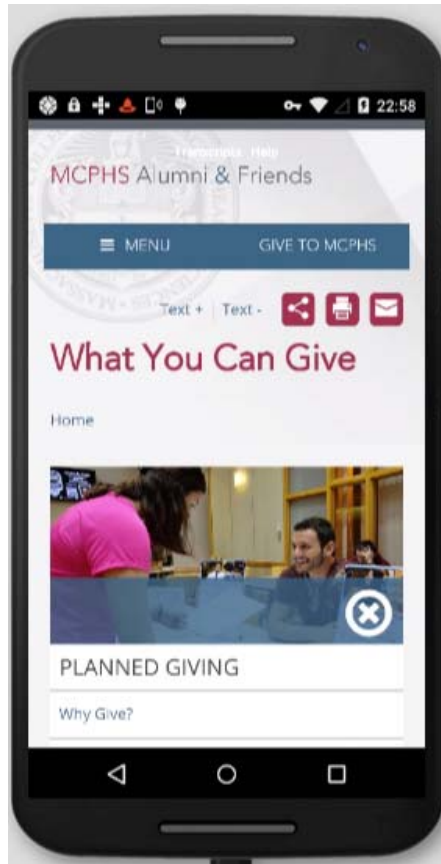 22:58
Transcripts Help
MCPHS Alumni & Friends
MENU GIVE TO MCPHS
Text + Text -
What You Can Give
Home
PLANNED GIVING
Why Give?